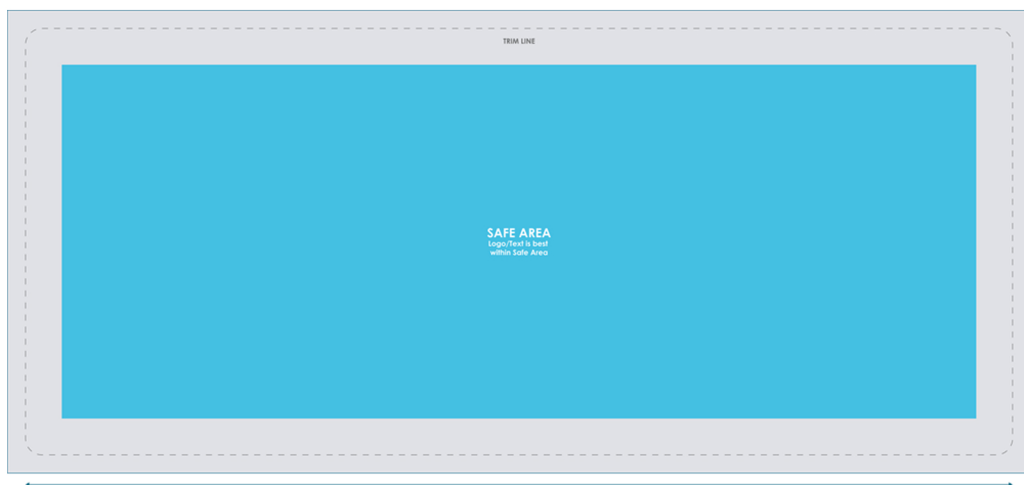 TRIM LINE
SAFE AREA
Logo/Text is best
within Safe Area